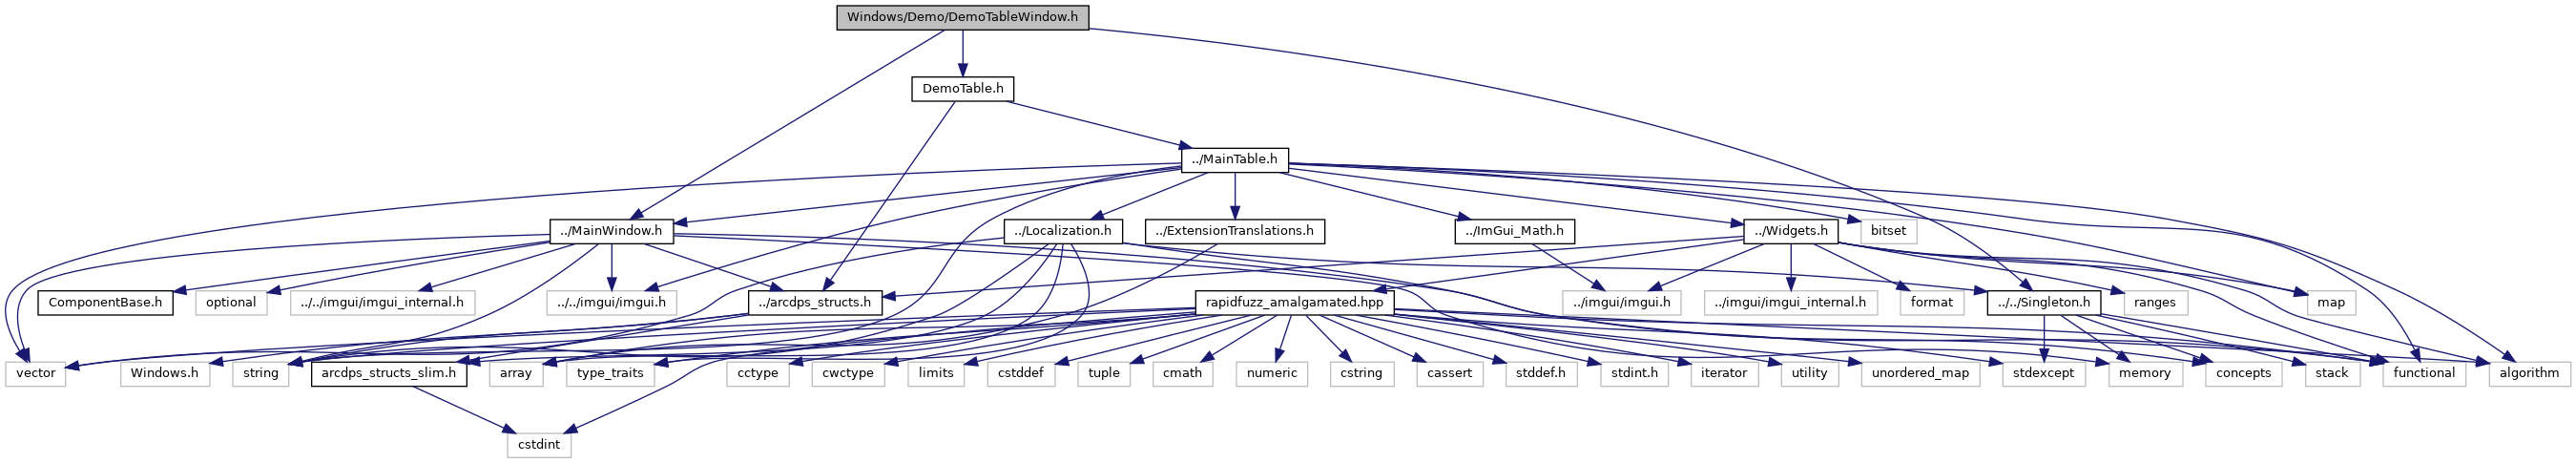 Windows/Demo/DemoTableWindow.h
DemoTable.h
../MainTable.h
../MainWindow.h
../Localization.h
../ExtensionTranslations.h
../ImGui_Math.h
../Widgets.h
bitset
ComponentBase.h
optional
../../imgui/imgui_internal.h
../../imgui/imgui.h
../arcdps_structs.h
rapidfuzz_amalgamated.hpp
../imgui/imgui.h
../imgui/imgui_internal.h
format
../../Singleton.h
ranges
map
vector
Windows.h
string
arcdps_structs_slim.h
array
type_traits
cctype
cwctype
limits
cstddef
tuple
cmath
numeric
cstring
cassert
stddef.h
stdint.h
iterator
utility
unordered_map
stdexcept
memory
concepts
stack
functional
algorithm
cstdint